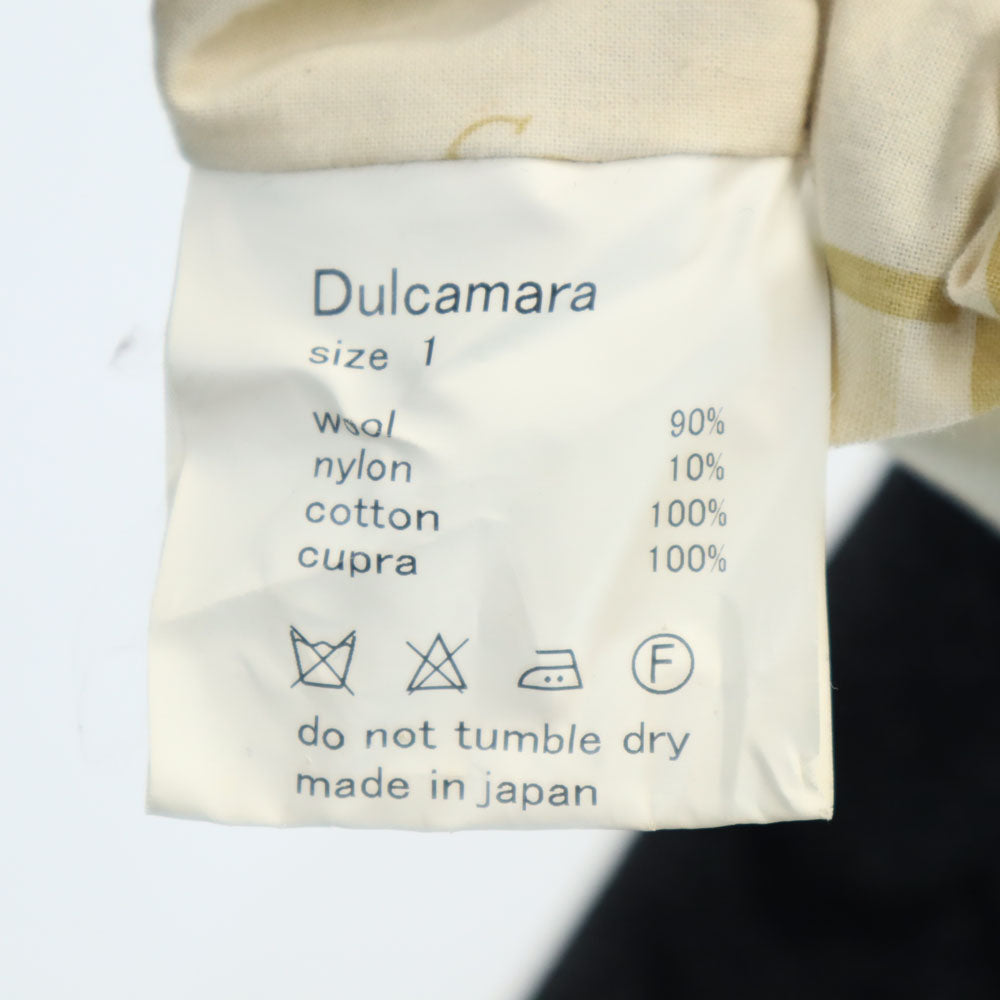 Dulcamara
size 1
wool 90%
nylon 10%
cotton 100%
cupra 100%
F
do not tumble dry
made in japan